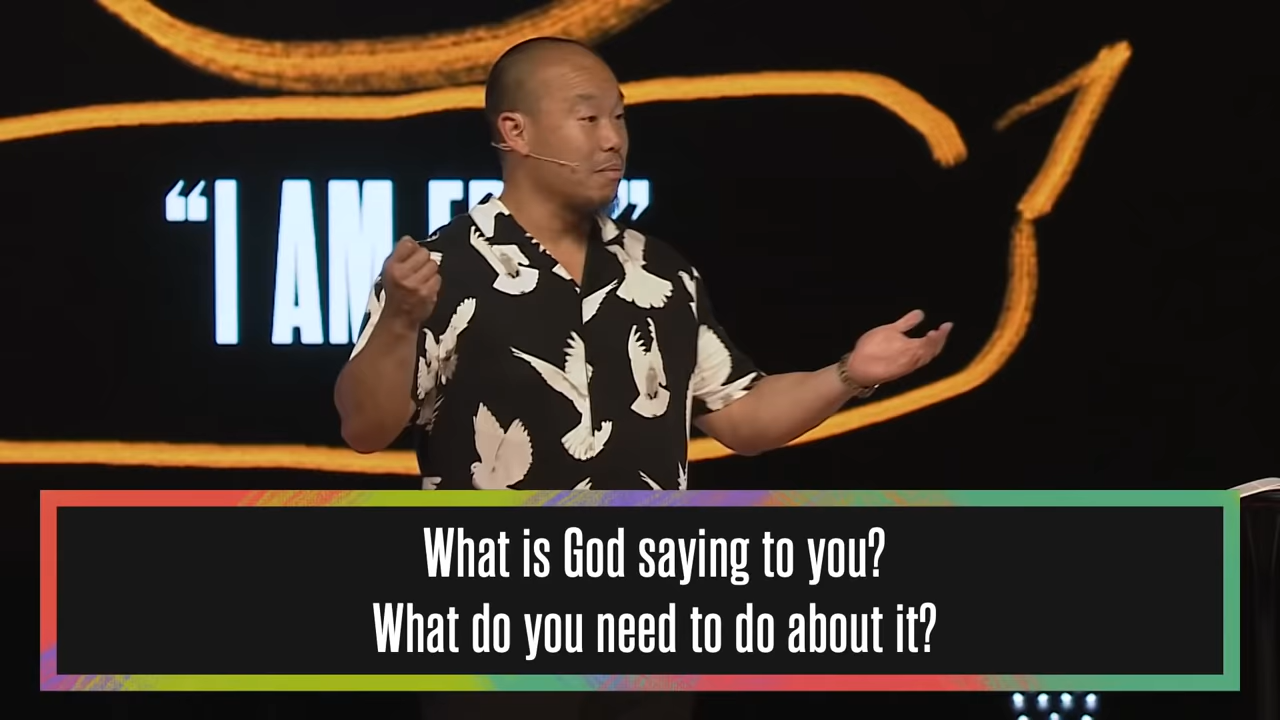 “I AM
What is God saying to you?
What do you need to do about it?